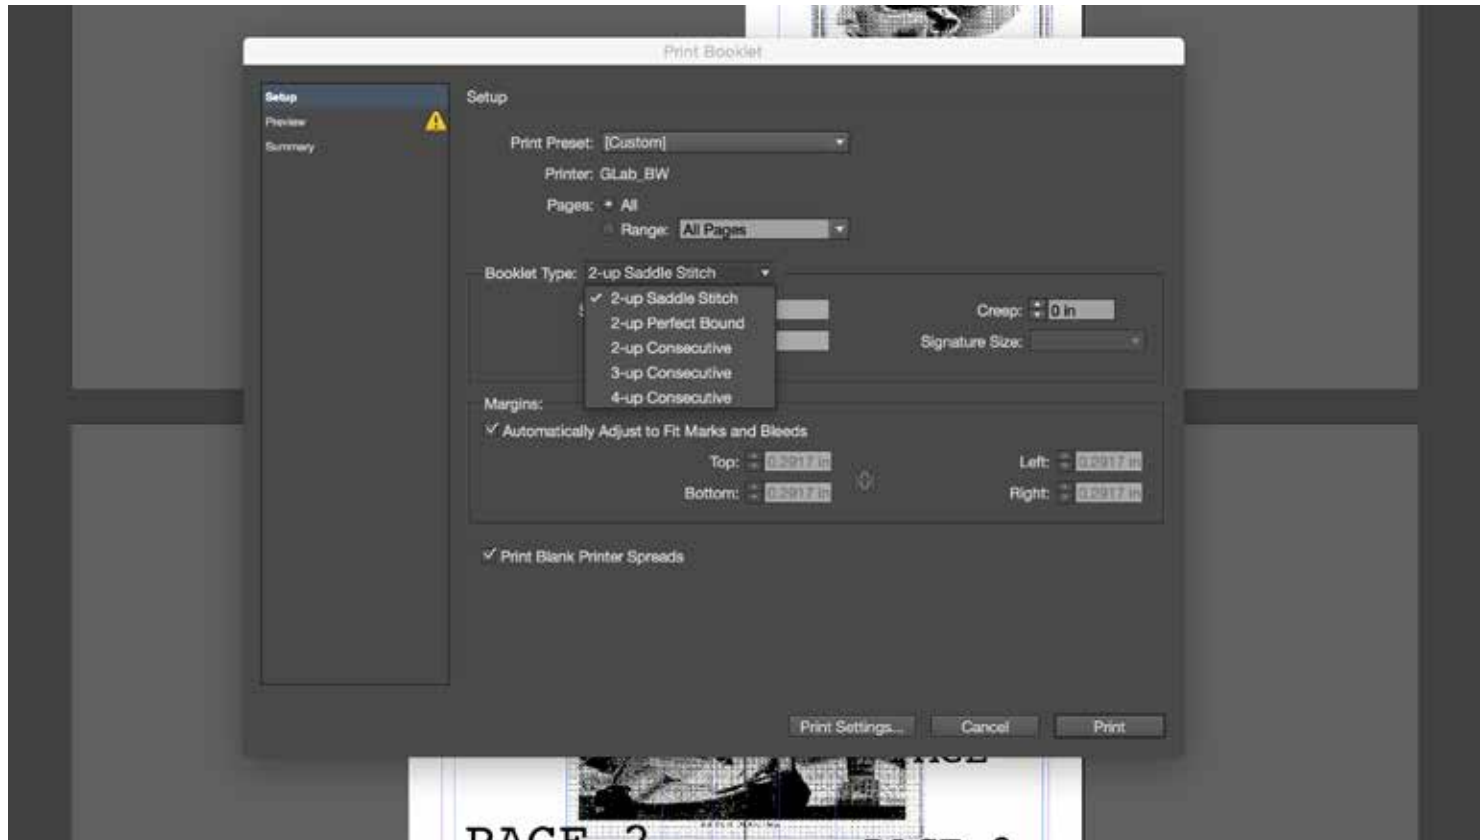 Print Booklet
Setup
Preview
Summary
Setup
Print Preset: [Custom]
Printer: GLab_BW
Pages: All
Range: All Pages
Booklet Type: 2-up Saddle Stitch
2-up Saddle Stitch
2-up Perfect Bound
2-up Consecutive
3-up Consecutive
4-up Consecutive
Creep: 0 in
Signature Size:
Margins:
Automatically Adjust to Fit Marks and Bleeds
Top: 0.2917 in
Left: 0.2917 in
Bottom: 0.2917 in
Right: 0.2917 in
Print Blank Printer Spreads
Print Settings... Cancel Print
PAGE 2